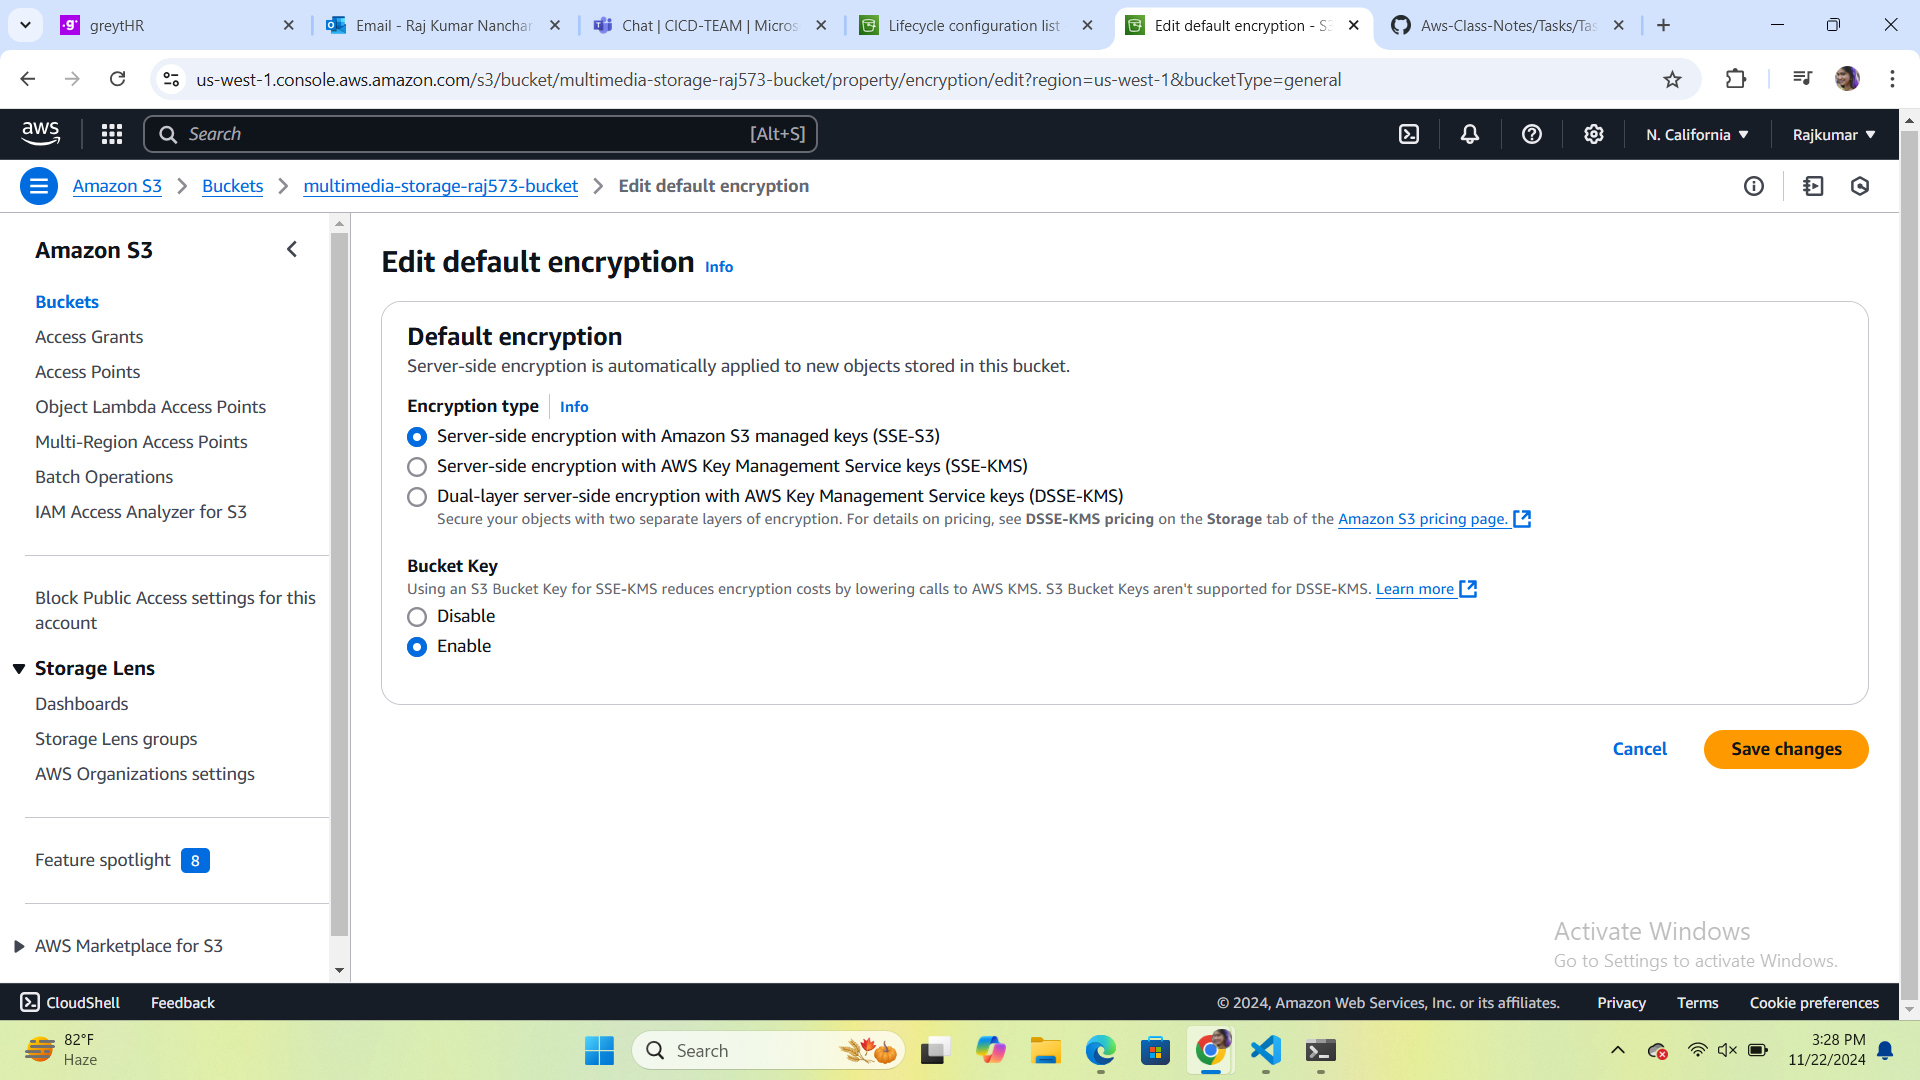 greytHR
Email - Raj Kumar Nanchar
Chat | CICD-TEAM | Micros
Lifecycle configuration list
Edit default encryption - S3
Aws-Class-Notes/Tasks/Tas
us-west-1.console.aws.amazon.com/s3/bucket/multimedia-storage-raj573-bucket/property/encryption/edit?region=us-west-1&bucketType=general
aws
Search
[Alt+S]
N. California
Rajkumar
Amazon S3
Buckets
multimedia-storage-raj573-bucket
Edit default encryption
Amazon S3
Buckets
Access Grants
Access Points
Object Lambda Access Points
Multi-Region Access Points
Batch Operations
IAM Access Analyzer for S3
Block Public Access settings for this
account
Storage Lens
Dashboards
Storage Lens groups
AWS Organizations settings
Feature spotlight 8
AWS Marketplace for S3
Edit default encryption Info
Default encryption
Server-side encryption is automatically applied to new objects stored in this bucket.
Encryption type Info
Server-side encryption with Amazon S3 managed keys (SSE-S3)
Server-side encryption with AWS Key Management Service keys (SSE-KMS)
Dual-layer server-side encryption with AWS Key Management Service keys (DSSE-KMS)
Secure your objects with two separate layers of encryption. For details on pricing, see DSSE-KMS pricing on the Storage tab of the Amazon S3 pricing page.
Bucket Key
Using an S3 Bucket Key for SSE-KMS reduces encryption costs by lowering calls to AWS KMS. S3 Bucket Keys aren't supported for DSSE-KMS. Learn more
Disable
Enable
Cancel
Save changes
Activate Windows
Go to Settings to activate Windows.
CloudShell
Feedback
© 2024, Amazon Web Services, Inc. or its affiliates.
Privacy
Terms
Cookie preferences
82°F
Haze
Search
3:28 PM
11/22/2024